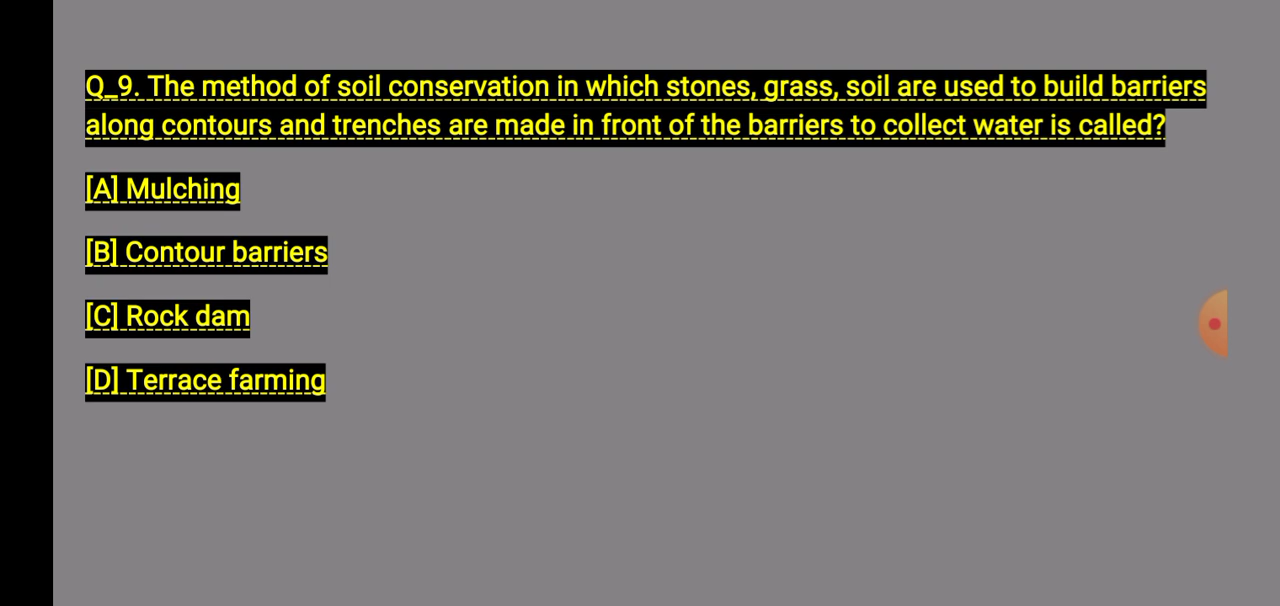 Q_9. The method of soil conservation in which stones, grass, soil are used to build barriers
along contours and trenches are made in front of the barriers to collect water is called?
[A] Mulching
[B] Contour barriers
[C] Rock dam
[D] Terrace farming